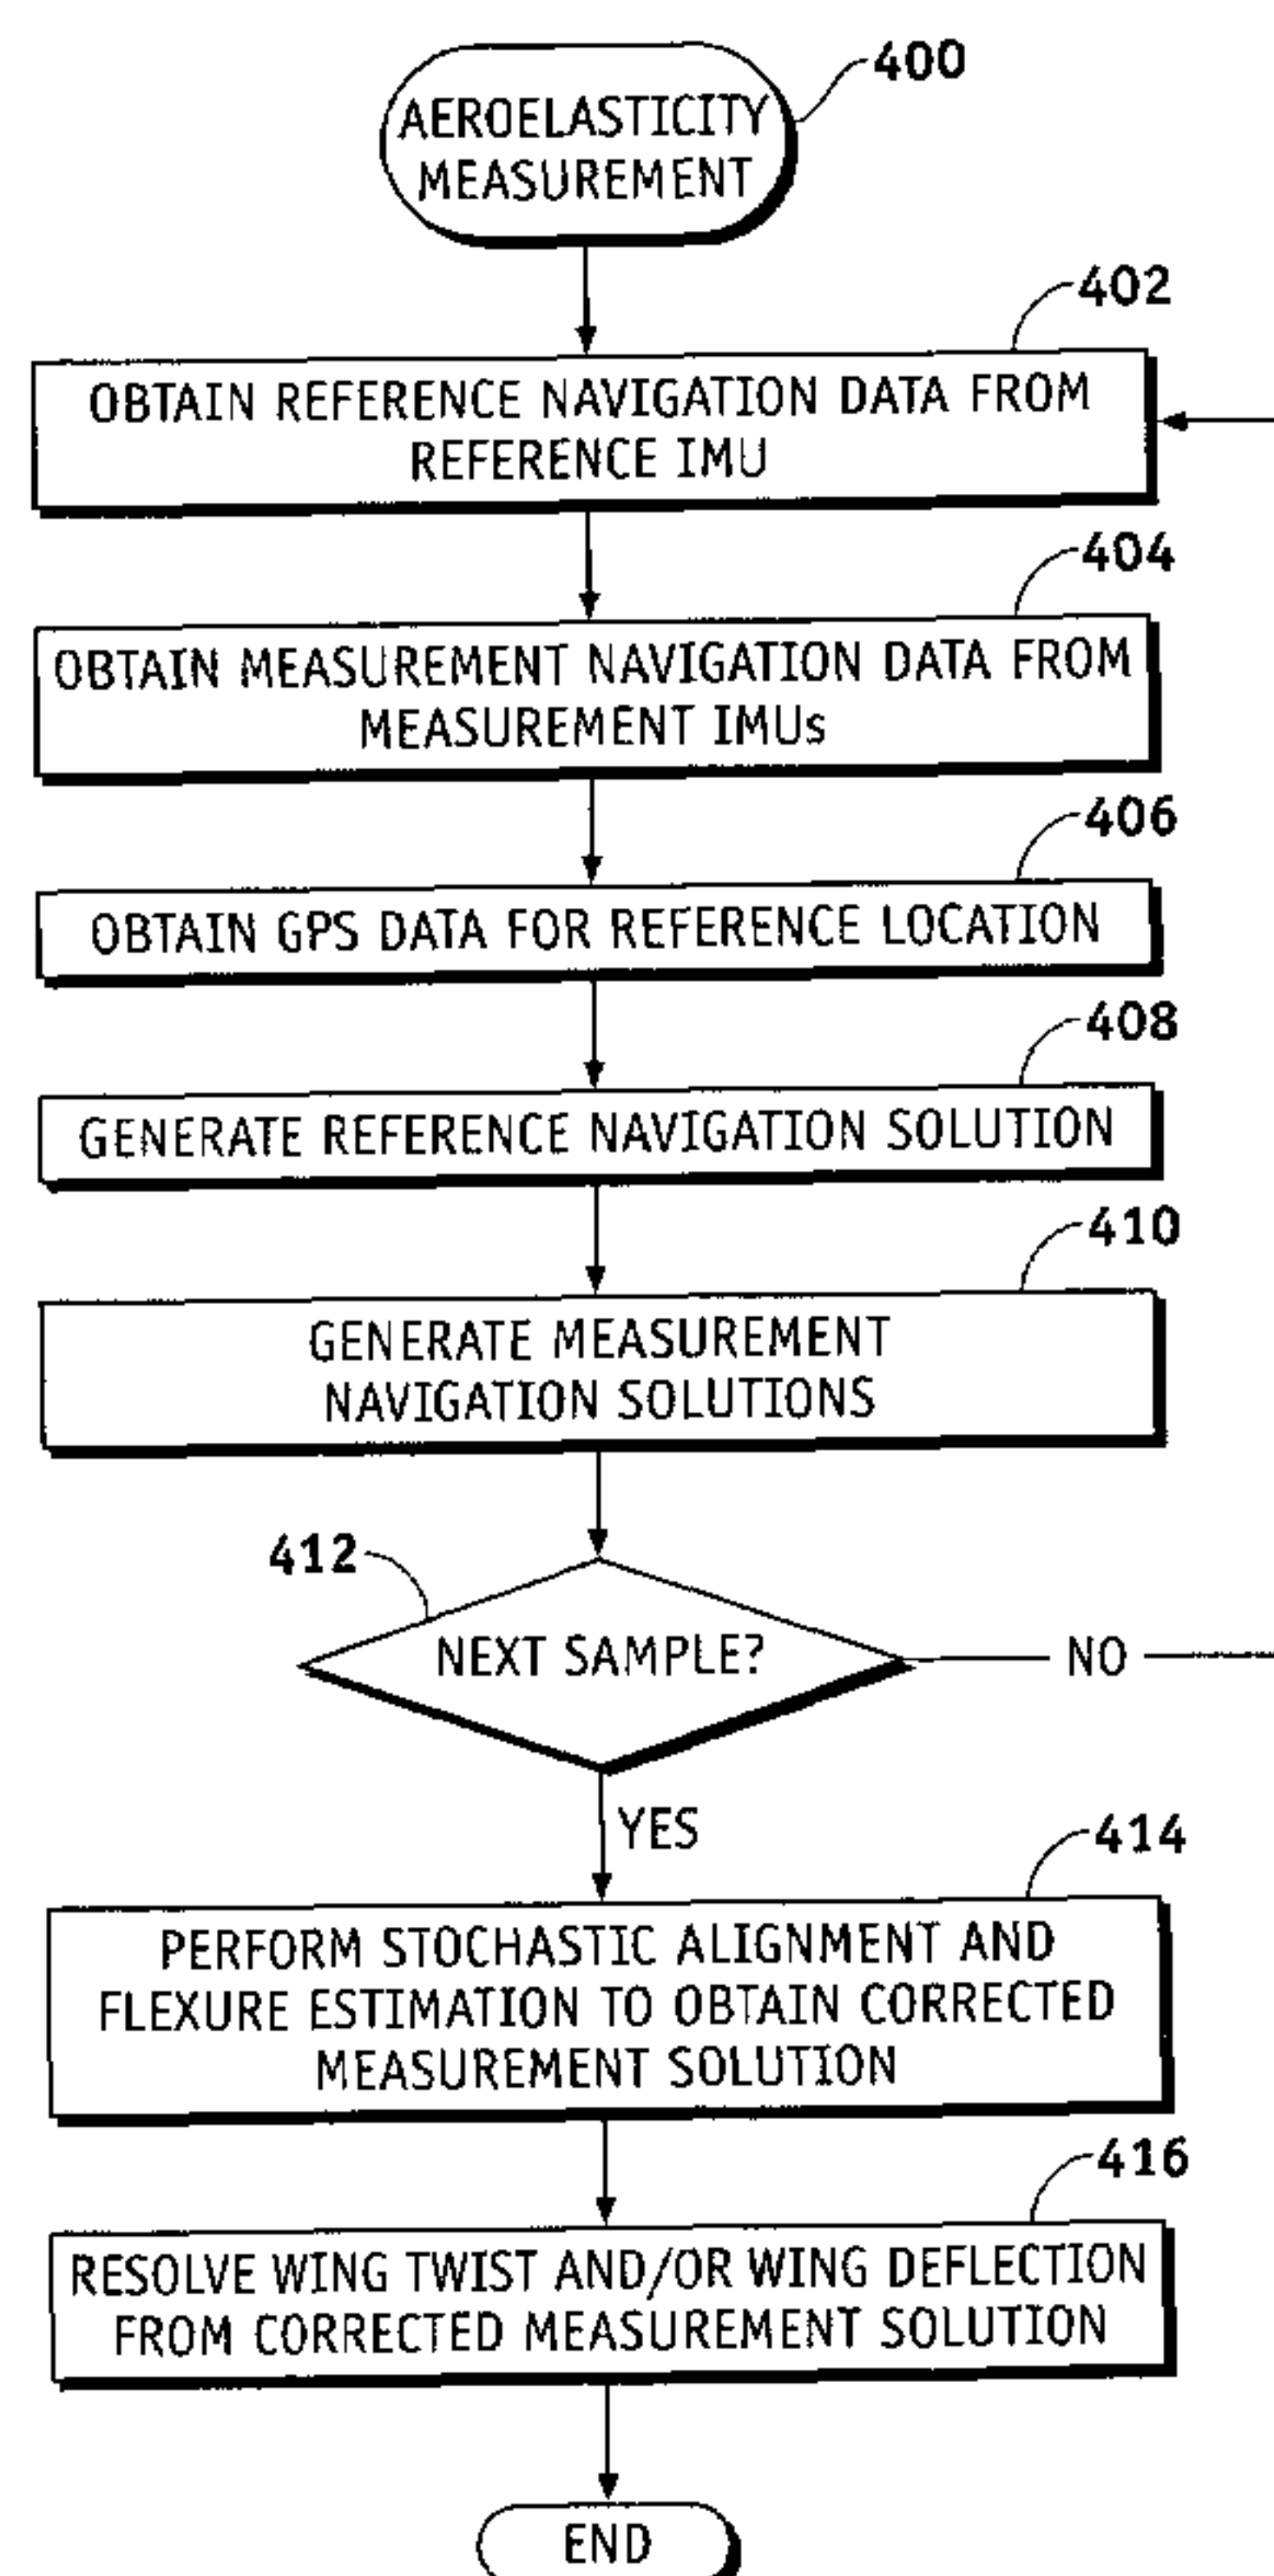 AEROELASTICITY
MEASUREMENT
400
402
OBTAIN REFERENCE NAVIGATION DATA FROM
REFERENCE IMU
404
OBTAIN MEASUREMENT NAVIGATION DATA FROM
MEASUREMENT IMUs
406
OBTAIN GPS DATA FOR REFERENCE LOCATION
408
GENERATE REFERENCE NAVIGATION SOLUTION
410
GENERATE MEASUREMENT
NAVIGATION SOLUTIONS
412
NEXT SAMPLE?
NO
YES
414
PERFORM STOCHASTIC ALIGNMENT AND
FLEXURE ESTIMATION TO OBTAIN CORRECTED
MEASUREMENT SOLUTION
416
RESOLVE WING TWIST AND/OR WING DEFLECTION
FROM CORRECTED MEASUREMENT SOLUTION
END